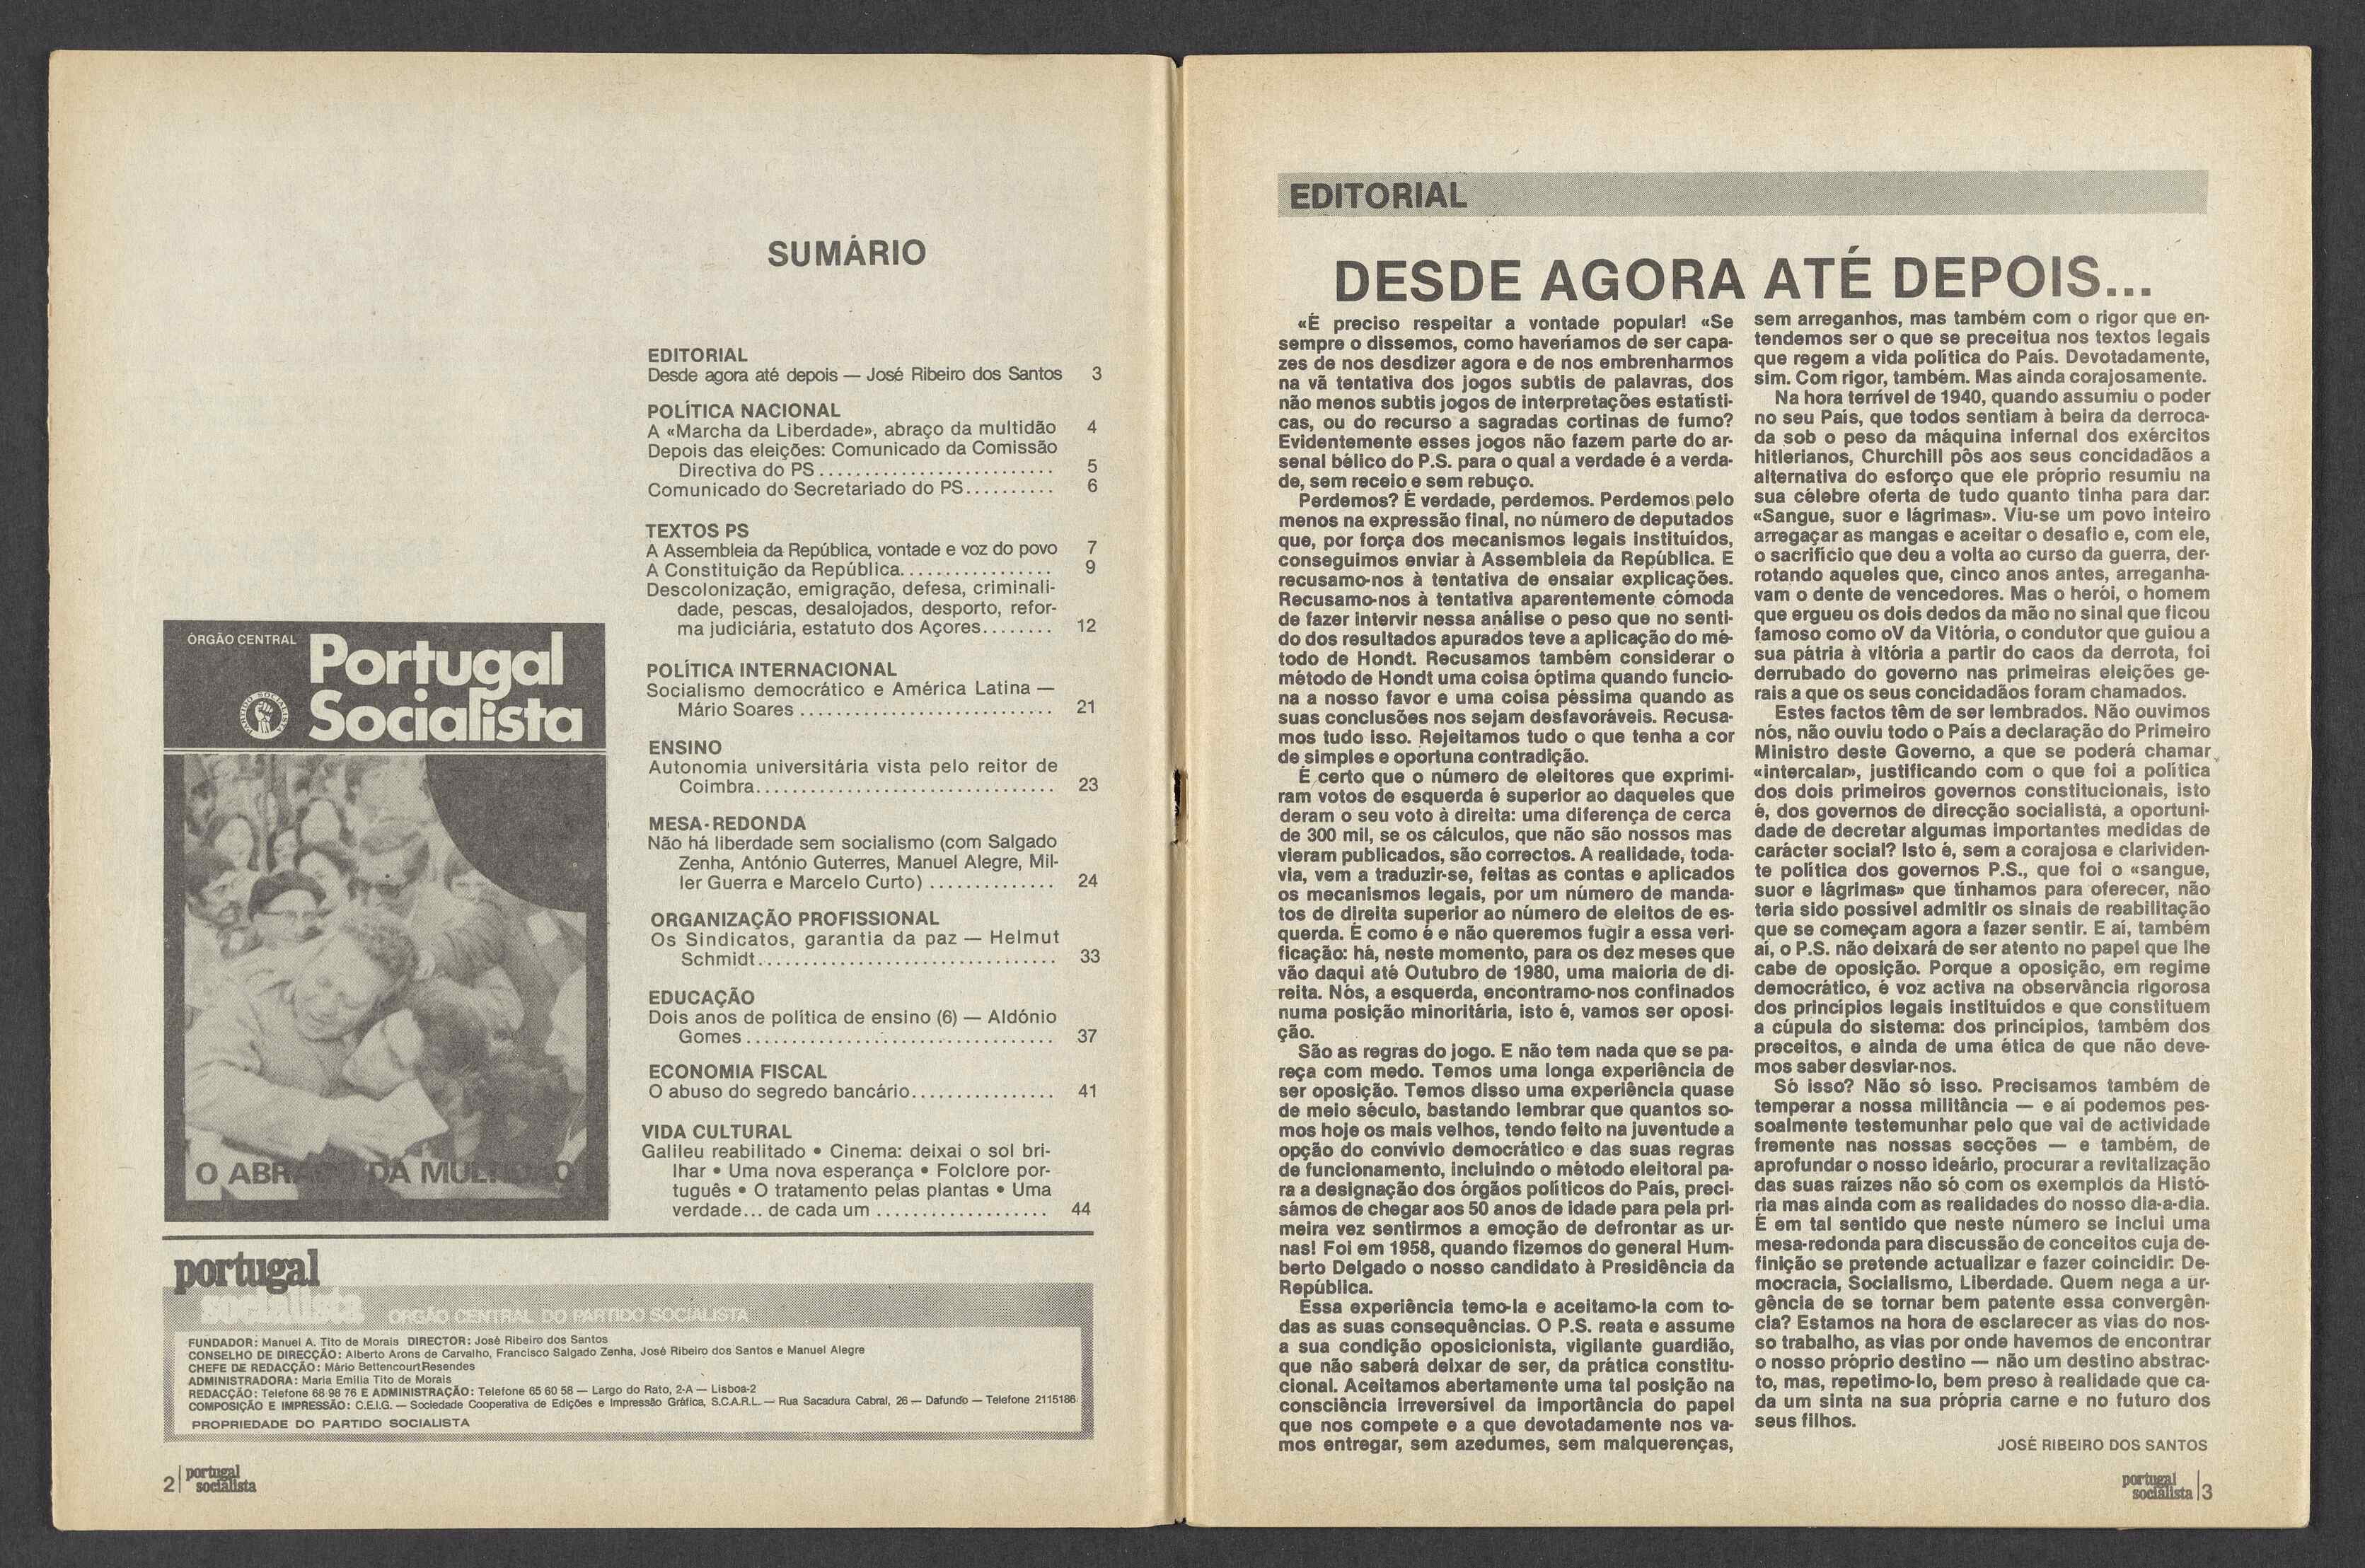 SUMÁRIO
EDITORIAL
Desde agora até depois — José Ribeiro dos Santos 3
POLÍTICA NACIONAL
A «Marcha da Liberdade», abraço da multidão 4
Depois das eleições: Comunicado da Comissão
Directiva do PS .......................... 5
Comunicado do Secretariado do PS.......... 6
TEXTOS PS
A Assembleia da República, vontade e voz do povo 7
A Constituição da República................. 9
Descolonização, emigração, defesa, criminali-
dade, pescas, desalojados, desporto, refor-
ma judiciária, estatuto dos Açores........ 12
POLÍTICA INTERNACIONAL
Socialismo democrático e América Latina —
Mário Soares ............................ 21
ENSINO
Autonomia universitária vista pelo reitor de
Coimbra................................. 23
MESA-REDONDA
Não há liberdade sem socialismo (com Salgado
Zenha, António Guterres, Manuel Alegre, Mil-
ler Guerra e Marcelo Curto) .............. 24
ORGANIZAÇÃO PROFISSIONAL
Os Sindicatos, garantia da paz — Helmut
Schmidt................................. 33
EDUCAÇÃO
Dois anos de política de ensino (6) — Aldónio
Gomes.................................. 37
ECONOMIA FISCAL
O abuso do segredo bancário................ 41
VIDA CULTURAL
Galileu reabilitado • Cinema: deixai o sol bri-
lhar • Uma nova esperança • Folclore por-
tuguês • O tratamento pelas plantas • Uma
verdade... de cada um ................... 44
ÓRGÃO CENTRAL
Portugal
Socialista
PARTIDO SOCIALISTA
O ABRAÇO DA MULTIDÃO
portugal
socialista ORGÃO CENTRAL DO PARTIDO SOCIALISTA
FUNDADOR: Manuel A. Tito de Morais DIRECTOR: José Ribeiro dos Santos
CONSELHO DE DIRECÇÃO: Alberto Arons de Carvalho, Francisco Salgado Zenha, José Ribeiro dos Santos e Manuel Alegre
CHEFE DE REDACÇÃO: Mário Bettencourt Resendes
ADMINISTRADORA: Maria Emília Tito de Morais
REDACÇÃO: Telefone 68 98 76 E ADMINISTRAÇÃO: Telefone 65 60 58 — Largo do Rato, 2-A — Lisboa-2
COMPOSIÇÃO E IMPRESSÃO: C.E.I.G. — Sociedade Cooperativa de Edições e Impressão Gráfica, S.C.A.R.L. — Rua Sacadura Cabral, 26 — Dafundo — Telefone 2115186
PROPRIEDADE DO PARTIDO SOCIALISTA
2 portugal
socialista
EDITORIAL
DESDE AGORA ATÉ DEPOIS...
«É preciso respeitar a vontade popular! «Se
sempre o dissemos, como haveríamos de ser capa-
zes de nos desdizer agora e de nos embrenharmos
na vã tentativa dos jogos subtis de palavras, dos
não menos subtis jogos de interpretações estatísti-
cas, ou do recurso a sagradas cortinas de fumo?
Evidentemente esses jogos não fazem parte do ar-
senal bélico do P.S. para o qual a verdade é a verda-
de, sem receio e sem rebuço.
Perdemos? É verdade, perdemos. Perdemos pelo
menos na expressão final, no número de deputados
que, por força dos mecanismos legais instituídos,
conseguimos enviar à Assembleia da República. E
recusamo-nos à tentativa de ensaiar explicações.
Recusamo-nos à tentativa aparentemente cómoda
de fazer intervir nessa análise o peso que no senti-
do dos resultados apurados teve a aplicação do mé-
todo de Hondt. Recusamos também considerar o
método de Hondt uma coisa óptima quando funcio-
na a nosso favor e uma coisa péssima quando as
suas conclusões nos sejam desfavoráveis. Recusa-
mos tudo isso. Rejeitamos tudo o que tenha a cor
de simples e oportuna contradição.
É certo que o número de eleitores que exprimi-
ram votos de esquerda é superior ao daqueles que
deram o seu voto à direita: uma diferença de cerca
de 300 mil, se os cálculos, que não são nossos mas
vieram publicados, são correctos. A realidade, toda-
via, vem a traduzir-se, feitas as contas e aplicados
os mecanismos legais, por um número de manda-
tos de direita superior ao número de eleitos de es-
querda. É como é e não queremos fugir a essa veri-
ficação: há, neste momento, para os dez meses que
vão daqui até Outubro de 1980, uma maioria de di-
reita. Nós, a esquerda, encontramo-nos confinados
numa posição minoritária, isto é, vamos ser oposi-
ção.
São as regras do jogo. E não tem nada que se pa-
reça com medo. Temos uma longa experiência de
ser oposição. Temos disso uma experiência quase
de meio século, bastando lembrar que quantos so-
mos hoje os mais velhos, tendo feito na juventude a
opção do convívio democrático e das suas regras
de funcionamento, incluindo o método eleitoral pa-
ra a designação dos órgãos políticos do País, preci-
sámos de chegar aos 50 anos de idade para pela pri-
meira vez sentirmos a emoção de defrontar as ur-
nas! Foi em 1958, quando fizemos do general Hum-
berto Delgado o nosso candidato à Presidência da
República.
Essa experiência temo-la e aceitamo-la com to-
das as suas consequências. O P.S. reata e assume
a sua condição oposicionista, vigilante guardião,
que não saberá deixar de ser, da prática constitu-
cional. Aceitamos abertamente uma tal posição na
consciência irreversível da importância do papel
que nos compete e a que devotadamente nos va-
mos entregar, sem azedumes, sem malquerenças,
sem arreganhos, mas também com o rigor que en-
tendemos ser o que se preceitua nos textos legais
que regem a vida política do País. Devotadamente,
sim. Com rigor, também. Mas ainda corajosamente.
Na hora terrível de 1940, quando assumiu o poder
no seu País, que todos sentiam à beira da derroca-
da sob o peso da máquina infernal dos exércitos
hitlerianos, Churchill pôs aos seus concidadãos a
alternativa do esforço que ele próprio resumiu na
sua célebre oferta de tudo quanto tinha para dar:
«Sangue, suor e lágrimas». Viu-se um povo inteiro
arregaçar as mangas e aceitar o desafio e, com ele,
o sacrifício que deu a volta ao curso da guerra, der-
rotando aqueles que, cinco anos antes, arreganha-
vam o dente de vencedores. Mas o herói, o homem
que ergueu os dois dedos da mão no sinal que ficou
famoso como oV da Vitória, o condutor que guiou a
sua pátria à vitória a partir do caos da derrota, foi
derrubado do governo nas primeiras eleições ge-
rais a que os seus concidadãos foram chamados.
Estes factos têm de ser lembrados. Não ouvimos
nós, não ouviu todo o País a declaração do Primeiro
Ministro deste Governo, a que se poderá chamar
«intercalar», justificando com o que foi a política
dos dois primeiros governos constitucionais, isto
é, dos governos de direcção socialista, a oportuni-
dade de decretar algumas importantes medidas de
carácter social? Isto é, sem a corajosa e clarividen-
te política dos governos P.S., que foi o «sangue,
suor e lágrimas» que tínhamos para oferecer, não
teria sido possível admitir os sinais de reabilitação
que se começam agora a fazer sentir. E aí, também
aí, o P.S. não deixará de ser atento no papel que lhe
cabe de oposição. Porque a oposição, em regime
democrático, é voz activa na observância rigorosa
dos princípios legais instituídos e que constituem
a cúpula do sistema: dos princípios, também dos
preceitos, e ainda de uma ética de que não deve-
mos saber desviar-nos.
Só isso? Não só isso. Precisamos também de
temperar a nossa militância — e aí podemos pes-
soalmente testemunhar pelo que vai de actividade
fremente nas nossas secções — e também, de
aprofundar o nosso ideário, procurar a revitalização
das suas raízes não só com os exemplos da Histó-
ria mas ainda com as realidades do nosso dia-a-dia.
É em tal sentido que neste número se inclui uma
mesa-redonda para discussão de conceitos cuja de-
finição se pretende actualizar e fazer coincidir: De-
mocracia, Socialismo, Liberdade. Quem nega a ur-
gência de se tornar bem patente essa convergên-
cia? Estamos na hora de esclarecer as vias do nos-
so trabalho, as vias por onde havemos de encontrar
o nosso próprio destino — não um destino abstrac-
to, mas, repetimo-lo, bem preso à realidade que ca-
da um sinta na sua própria carne e no futuro dos
seus filhos.
JOSÉ RIBEIRO DOS SANTOS
portugal
socialista 3